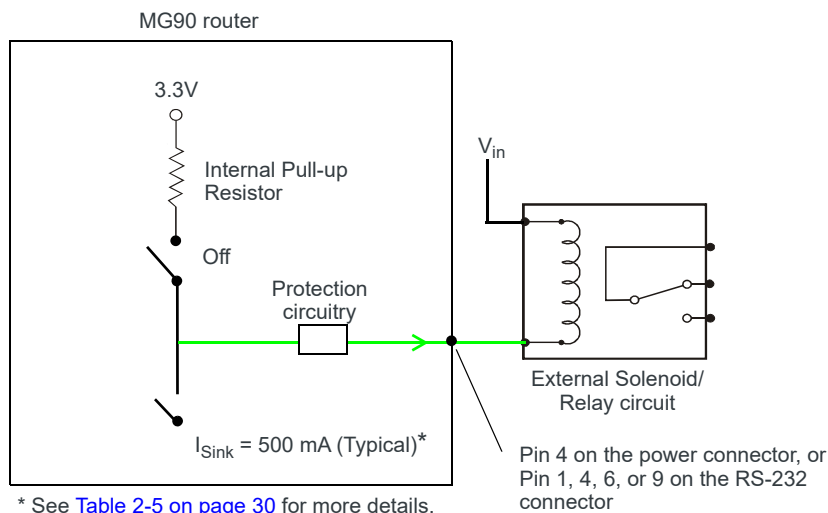 MG90 router
3.3V
Internal Pull-up
Resistor
Off
Protection
circuitry
I_Sink = 500 mA (Typical)*
V_in
External Solenoid/
Relay circuit
Pin 4 on the power connector, or
Pin 1, 4, 6, or 9 on the RS-232
connector
* See Table 2-5 on page 30 for more details.